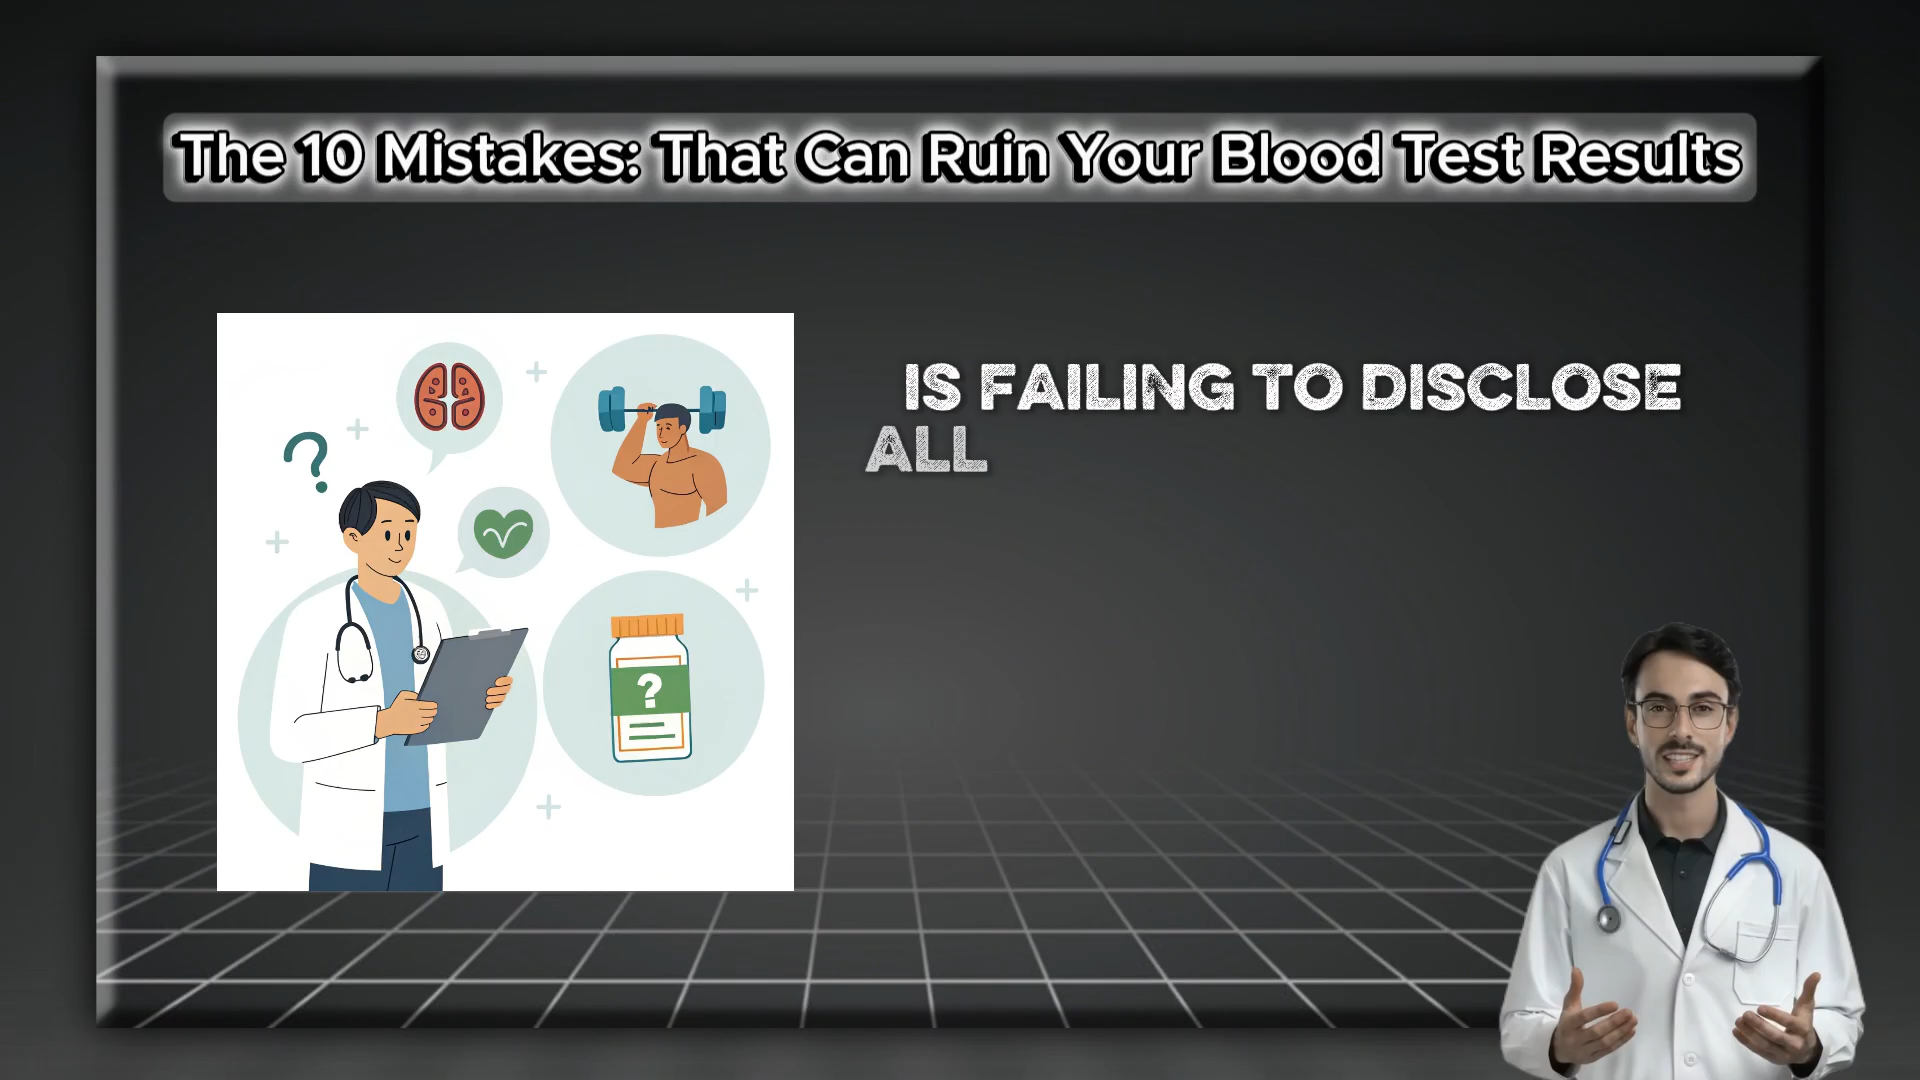 The 10 Mistakes: That Can Ruin Your Blood Test Results
IS FAILING TO DISCLOSE
ALL
?
?